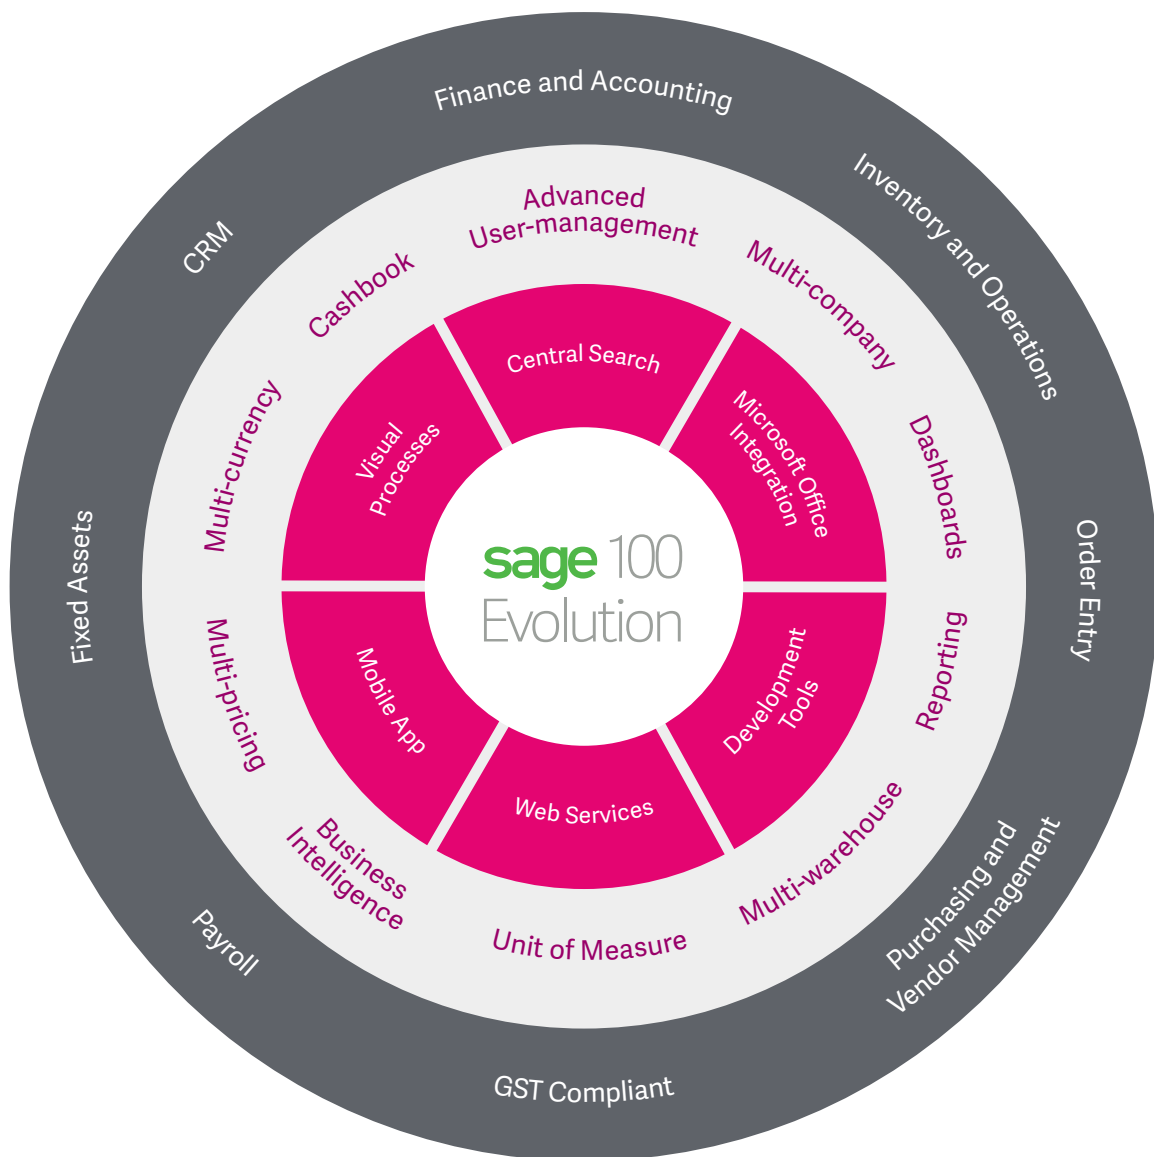 Finance and Accounting
Inventory and Operations
Order Entry
Purchasing and
Vendor Management
GST Compliant
Payroll
Fixed Assets
CRM
Advanced
User-management
Multi-company
Dashboards
Reporting
Multi-warehouse
Unit of Measure
Business
Intelligence
Multi-pricing
Multi-currency
Cashbook
Central Search
Microsoft Office
Integration
Development
Tools
Web Services
Mobile App
Visual
Processes
sage 100
Evolution